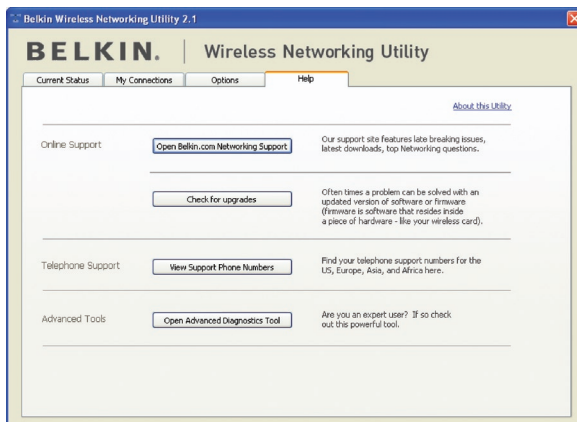 Belkin Wireless Networking Utility 2.1
BELKIN. Wireless Networking Utility
Current Status My Connections Options Help
About this Utility
Online Support
Open Belkin.com Networking Support
Our support site features late breaking issues,
latest downloads, top Networking questions.
Check for upgrades
Often times a problem can be solved with an
updated version of software or firmware
(firmware is software that resides inside
a piece of hardware - like your wireless card).
Telephone Support
View Support Phone Numbers
Find your telephone support numbers for the
US, Europe, Asia, and Africa here.
Advanced Tools
Open Advanced Diagnostics Tool
Are you an expert user? If so check
out this powerful tool.